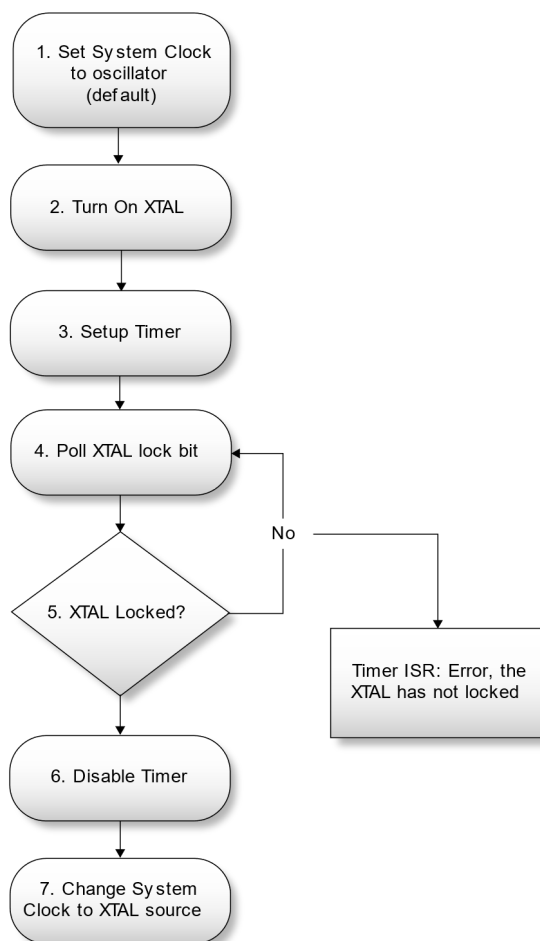 1. Set System Clock
to oscillator
(default)
2. Turn On XTAL
3. Setup Timer
4. Poll XTAL lock bit
No
5. XTAL Locked?
Timer ISR: Error, the
XTAL has not locked
6. Disable Timer
7. Change System
Clock to XTAL source